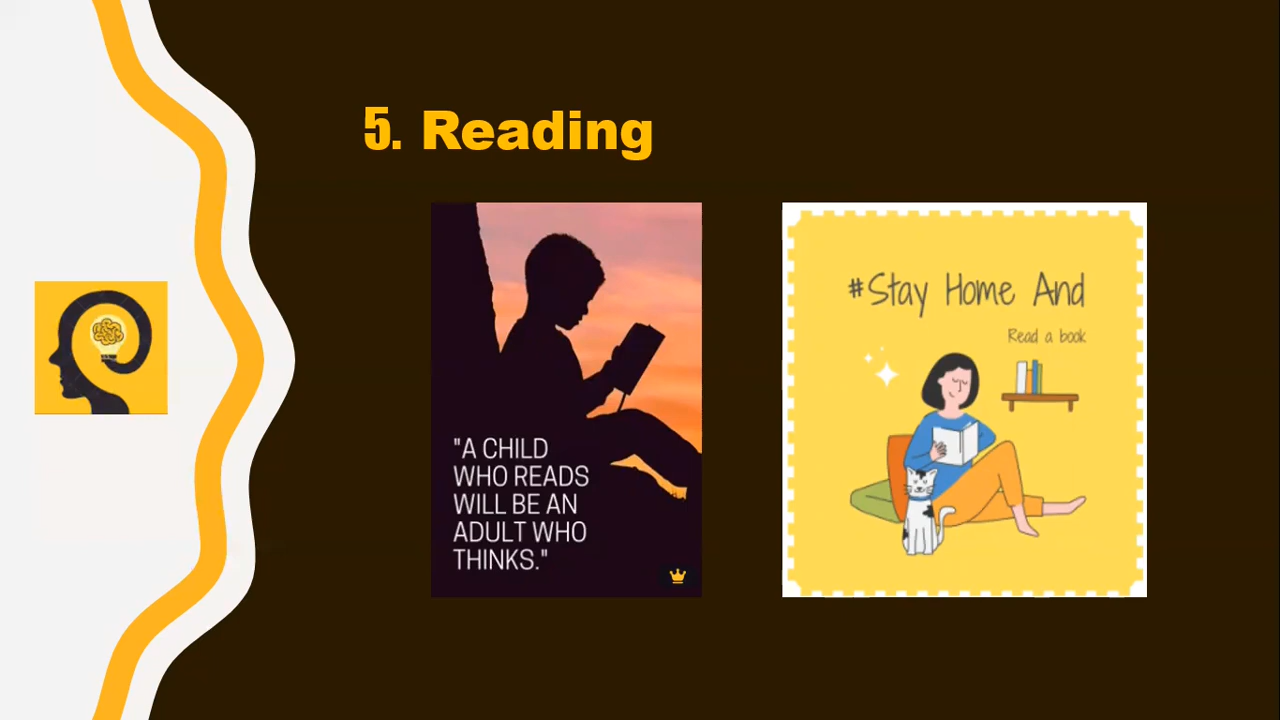 5. Reading
"A CHILD
WHO READS
WILL BE AN
ADULT WHO
THINKS."
#Stay Home And
Read a book